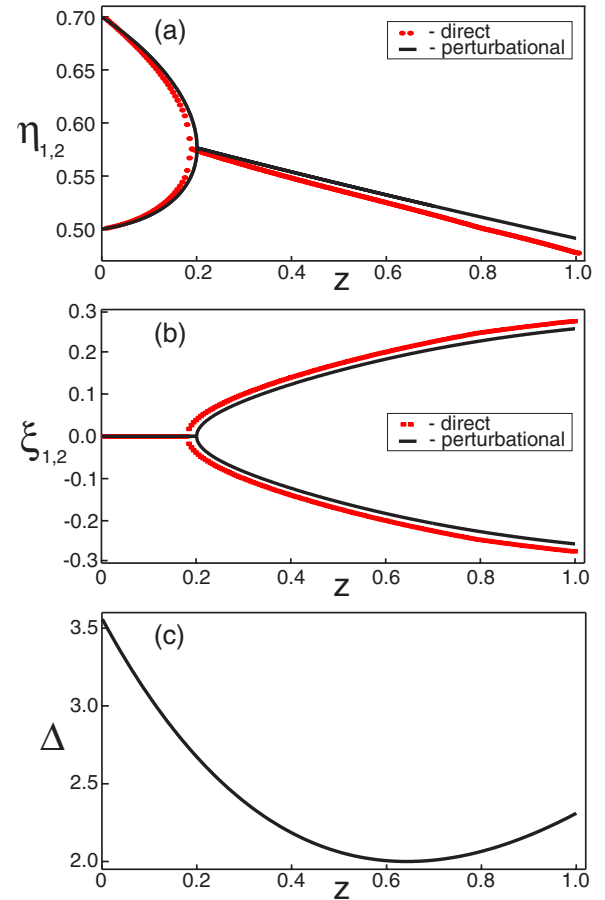 (a)
- direct
- perturbational
η1,2
0.70
0.65
0.60
0.55
0.50
0 0.2 0.4 0.6 0.8 1.0
z
(b)
- direct
- perturbational
ξ1,2
0.3
0.2
0.1
0.0
-0.1
-0.2
-0.3
0 0.2 0.4 0.6 0.8 1.0
z
(c)
Δ
3.5
3.0
2.5
2.0
0 0.2 0.4 0.6 0.8 1.0
z